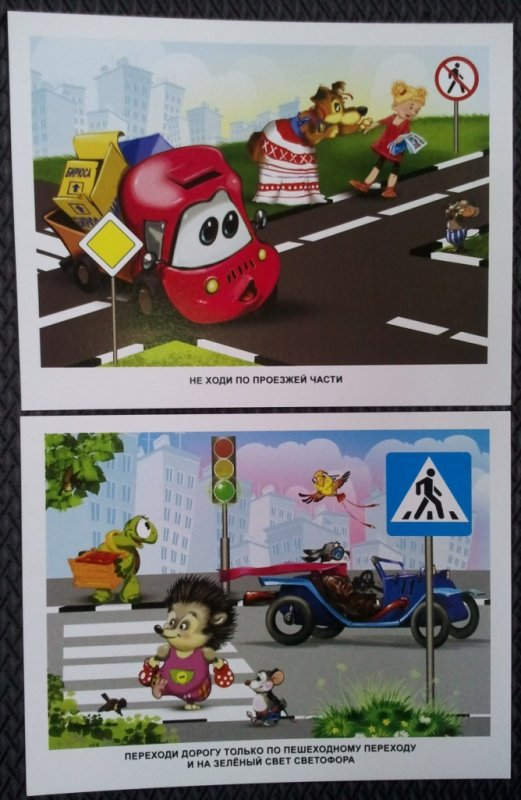 БИРЮСА
НЕ ХОДИ ПО ПРОЕЗЖЕЙ ЧАСТИ
ПЕРЕХОДИ ДОРОГУ ТОЛЬКО ПО ПЕШЕХОДНОМУ ПЕРЕХОДУ
И НА ЗЕЛЁНЫЙ СВЕТ СВЕТОФОРА